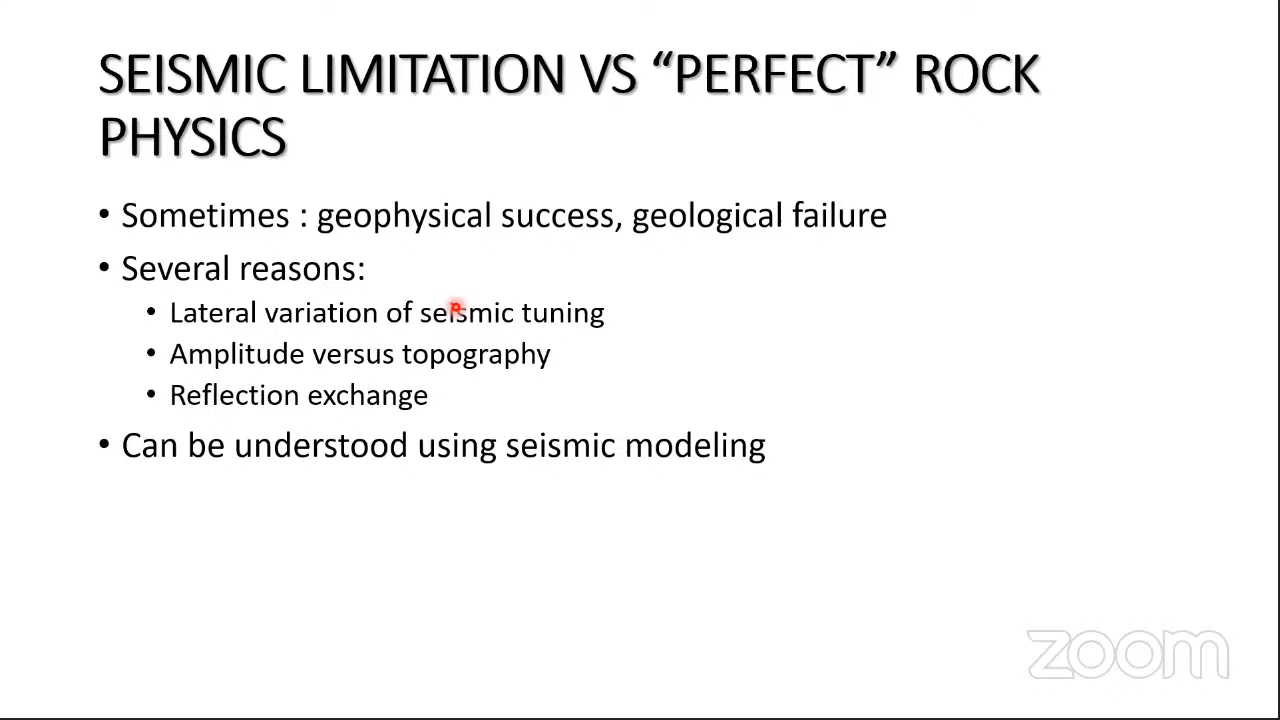 SEISMIC LIMITATION VS “PERFECT” ROCK
PHYSICS
• Sometimes : geophysical success, geological failure
• Several reasons:
• Lateral variation of seismic tuning
• Amplitude versus topography
• Reflection exchange
• Can be understood using seismic modeling
zoom